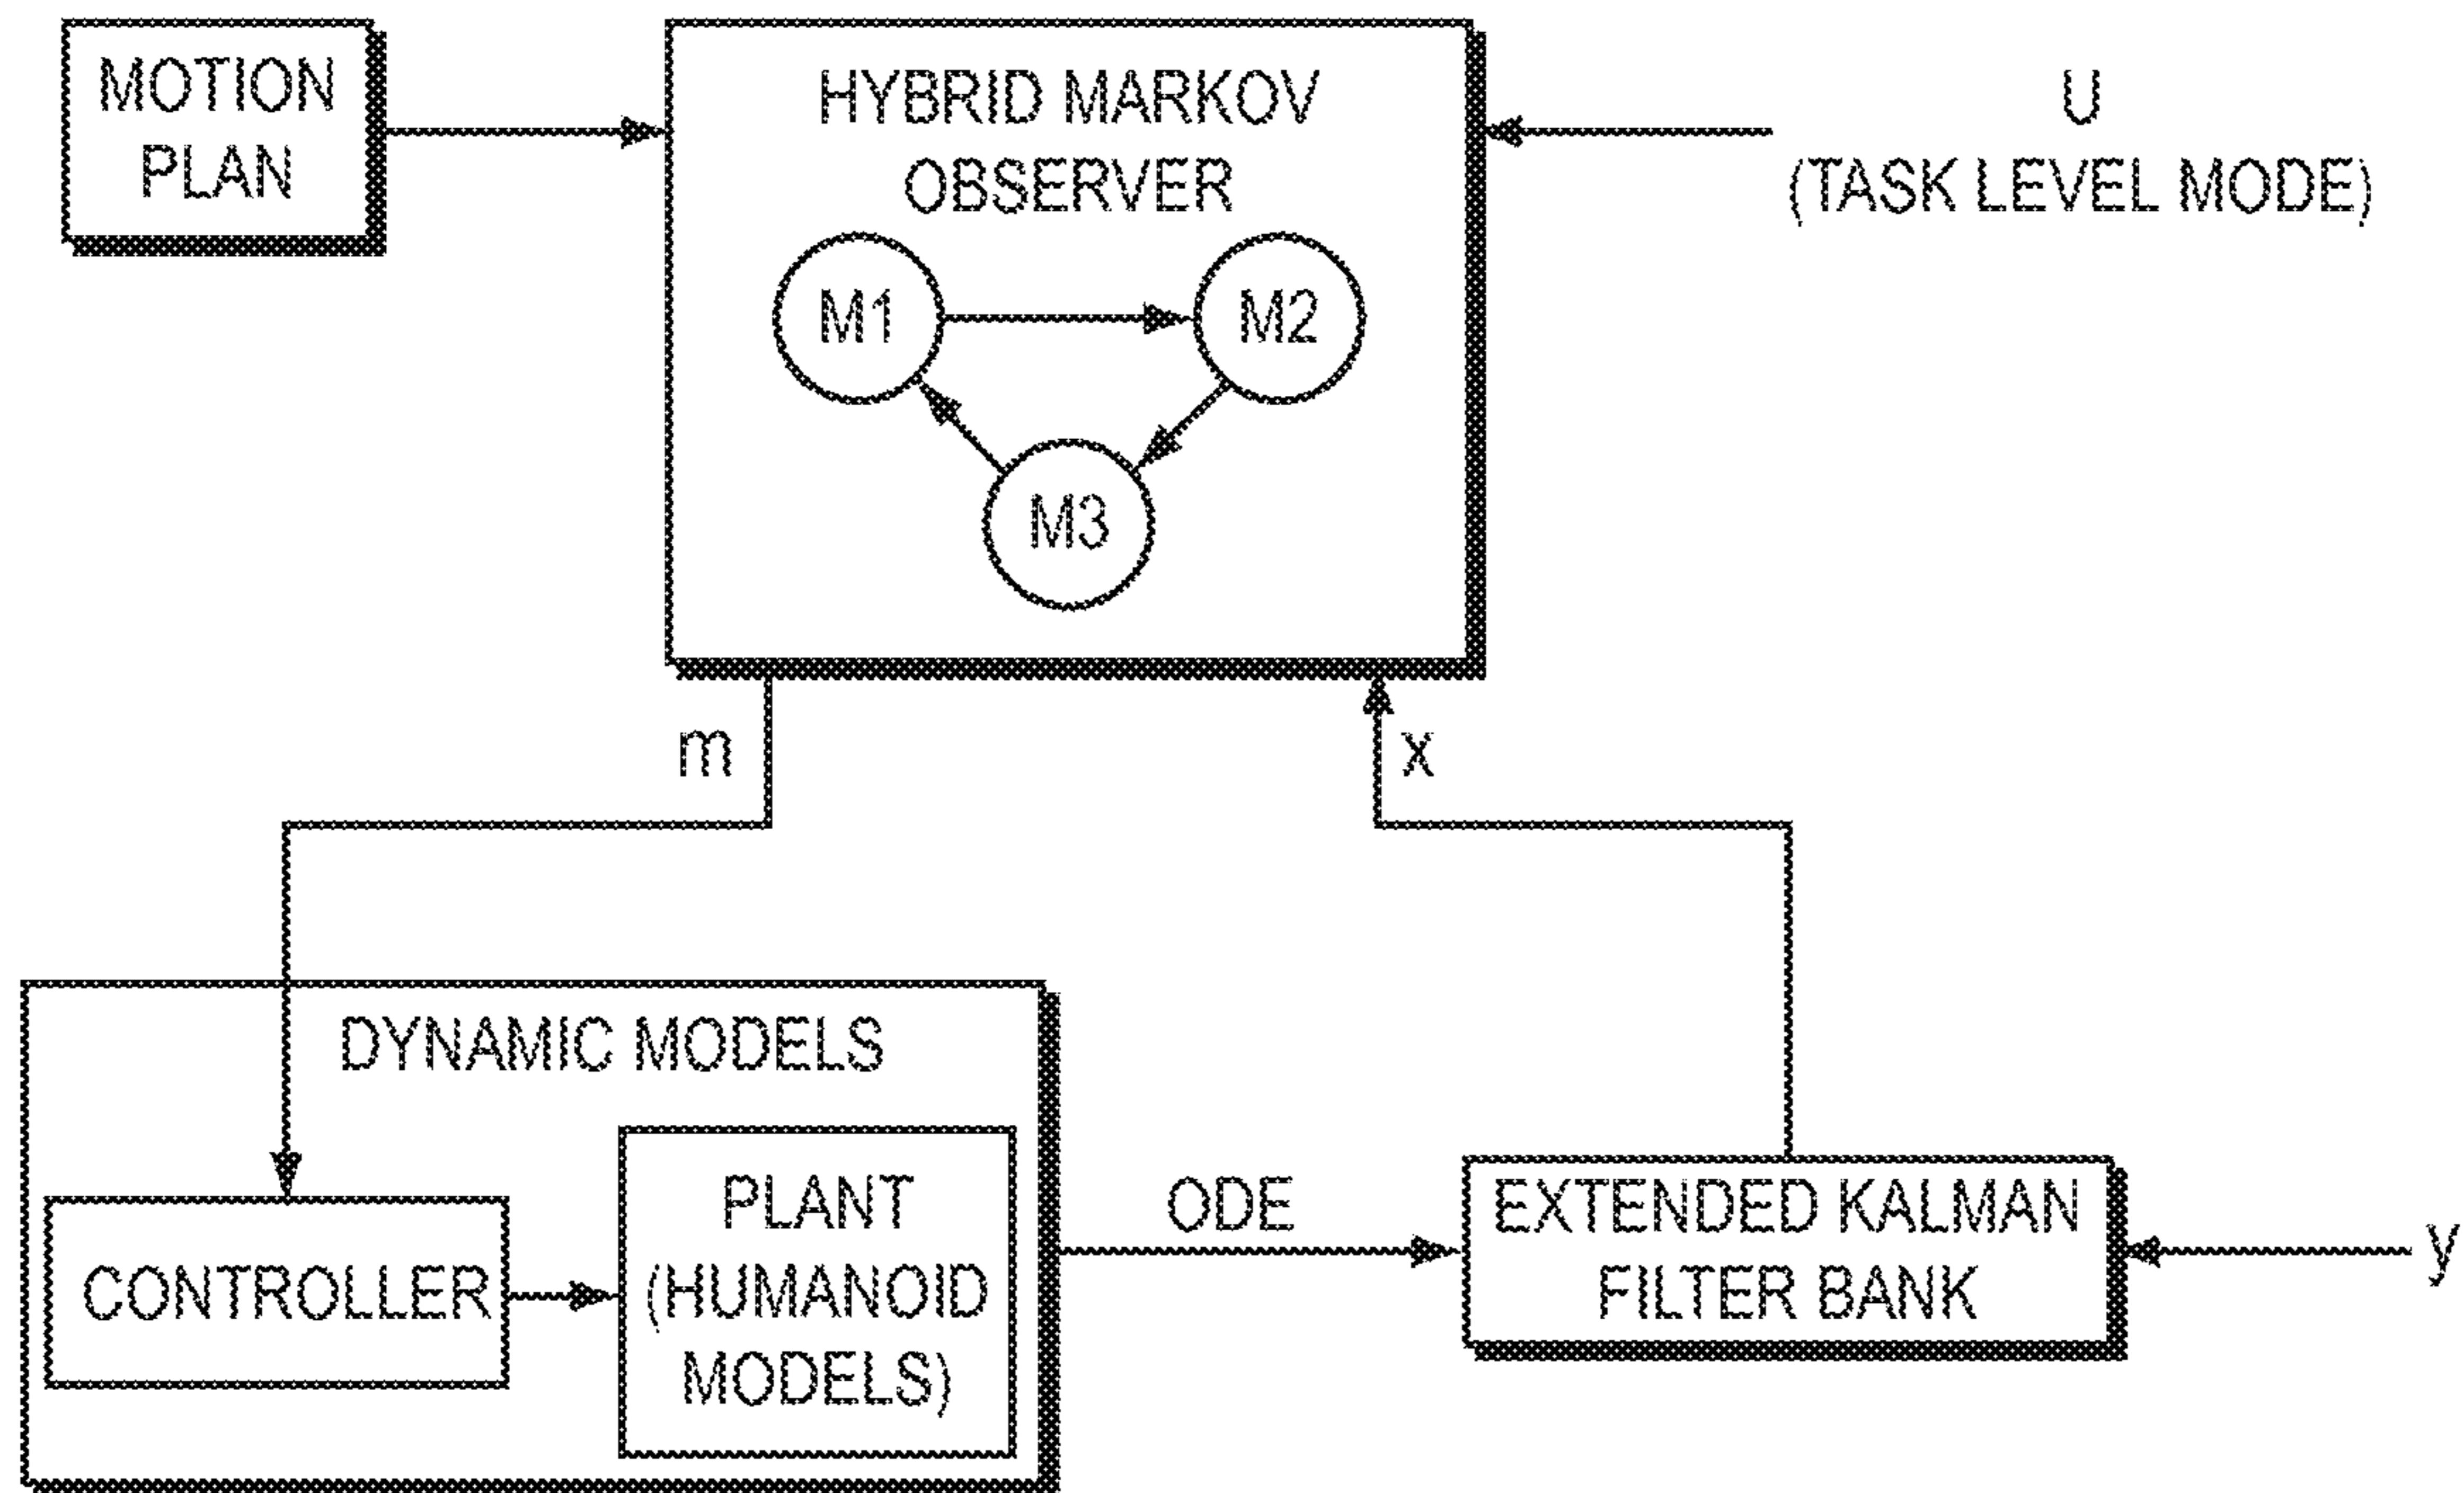 MOTION
PLAN
HYBRID MARKOV
OBSERVER
U
(TASK LEVEL MODE)
M1
M2
M3
m
x
DYNAMIC MODELS
CONTROLLER
PLANT
(HUMANOID
MODELS)
ODE
EXTENDED KALMAN
FILTER BANK
y